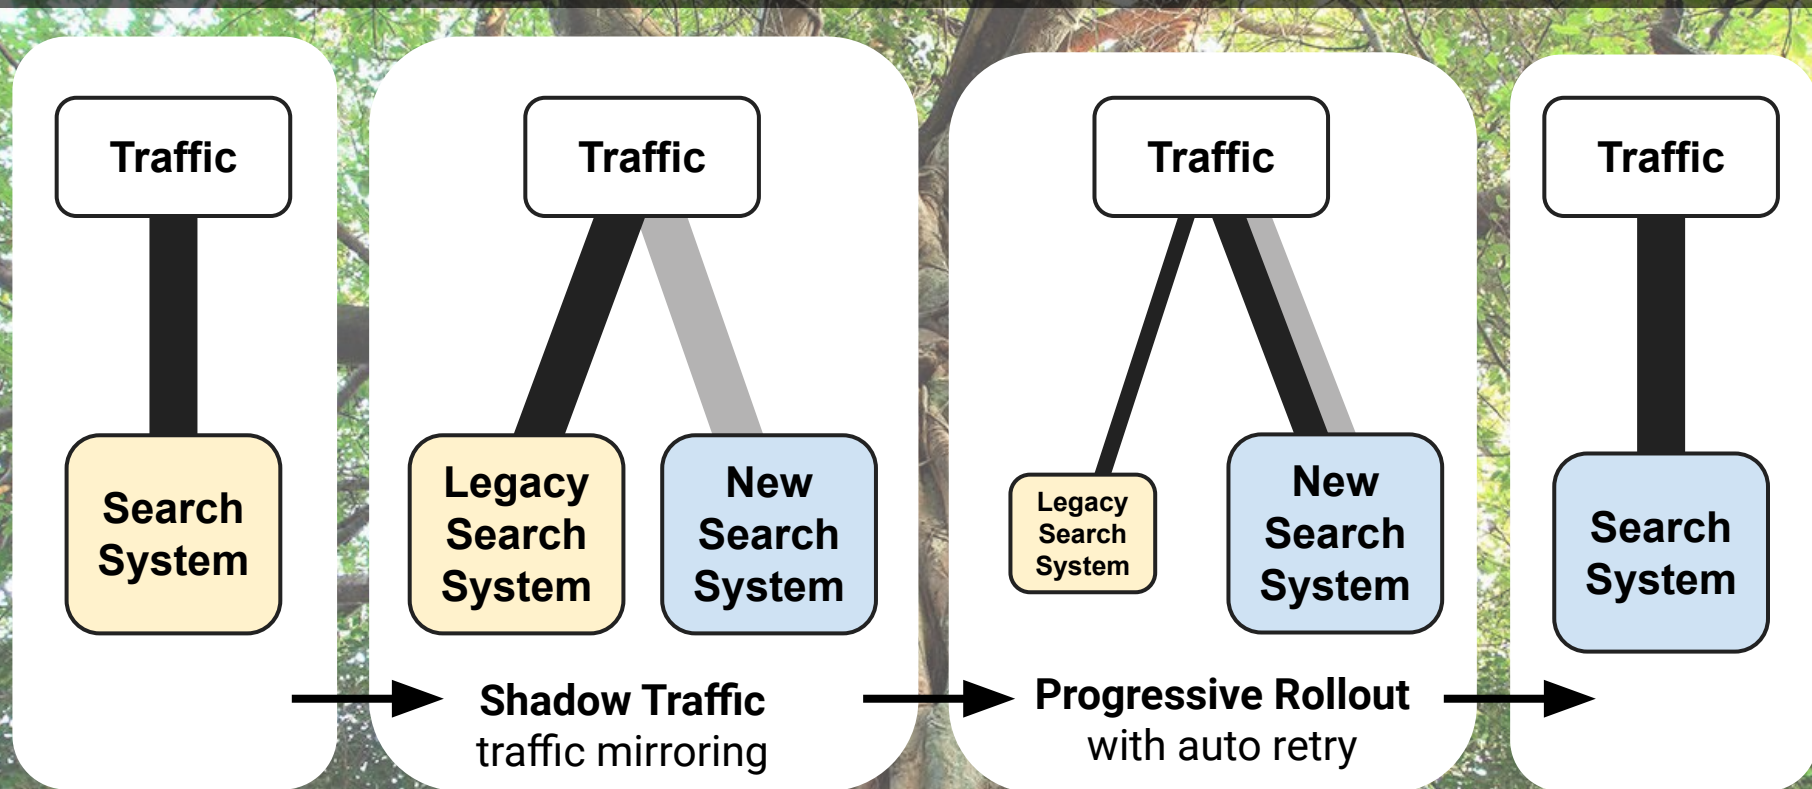 Traffic
Search
System
Traffic
Legacy
Search
System
New
Search
System
Shadow Traffic
traffic mirroring
Traffic
Legacy
Search
System
New
Search
System
Progressive Rollout
with auto retry
Traffic
Search
System